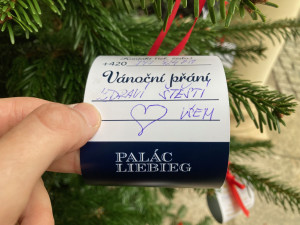 +420
Vánoční přání
ZDRAVÍ ŠTĚSTÍ
VŠEM
PALÁC
LIEBIEG